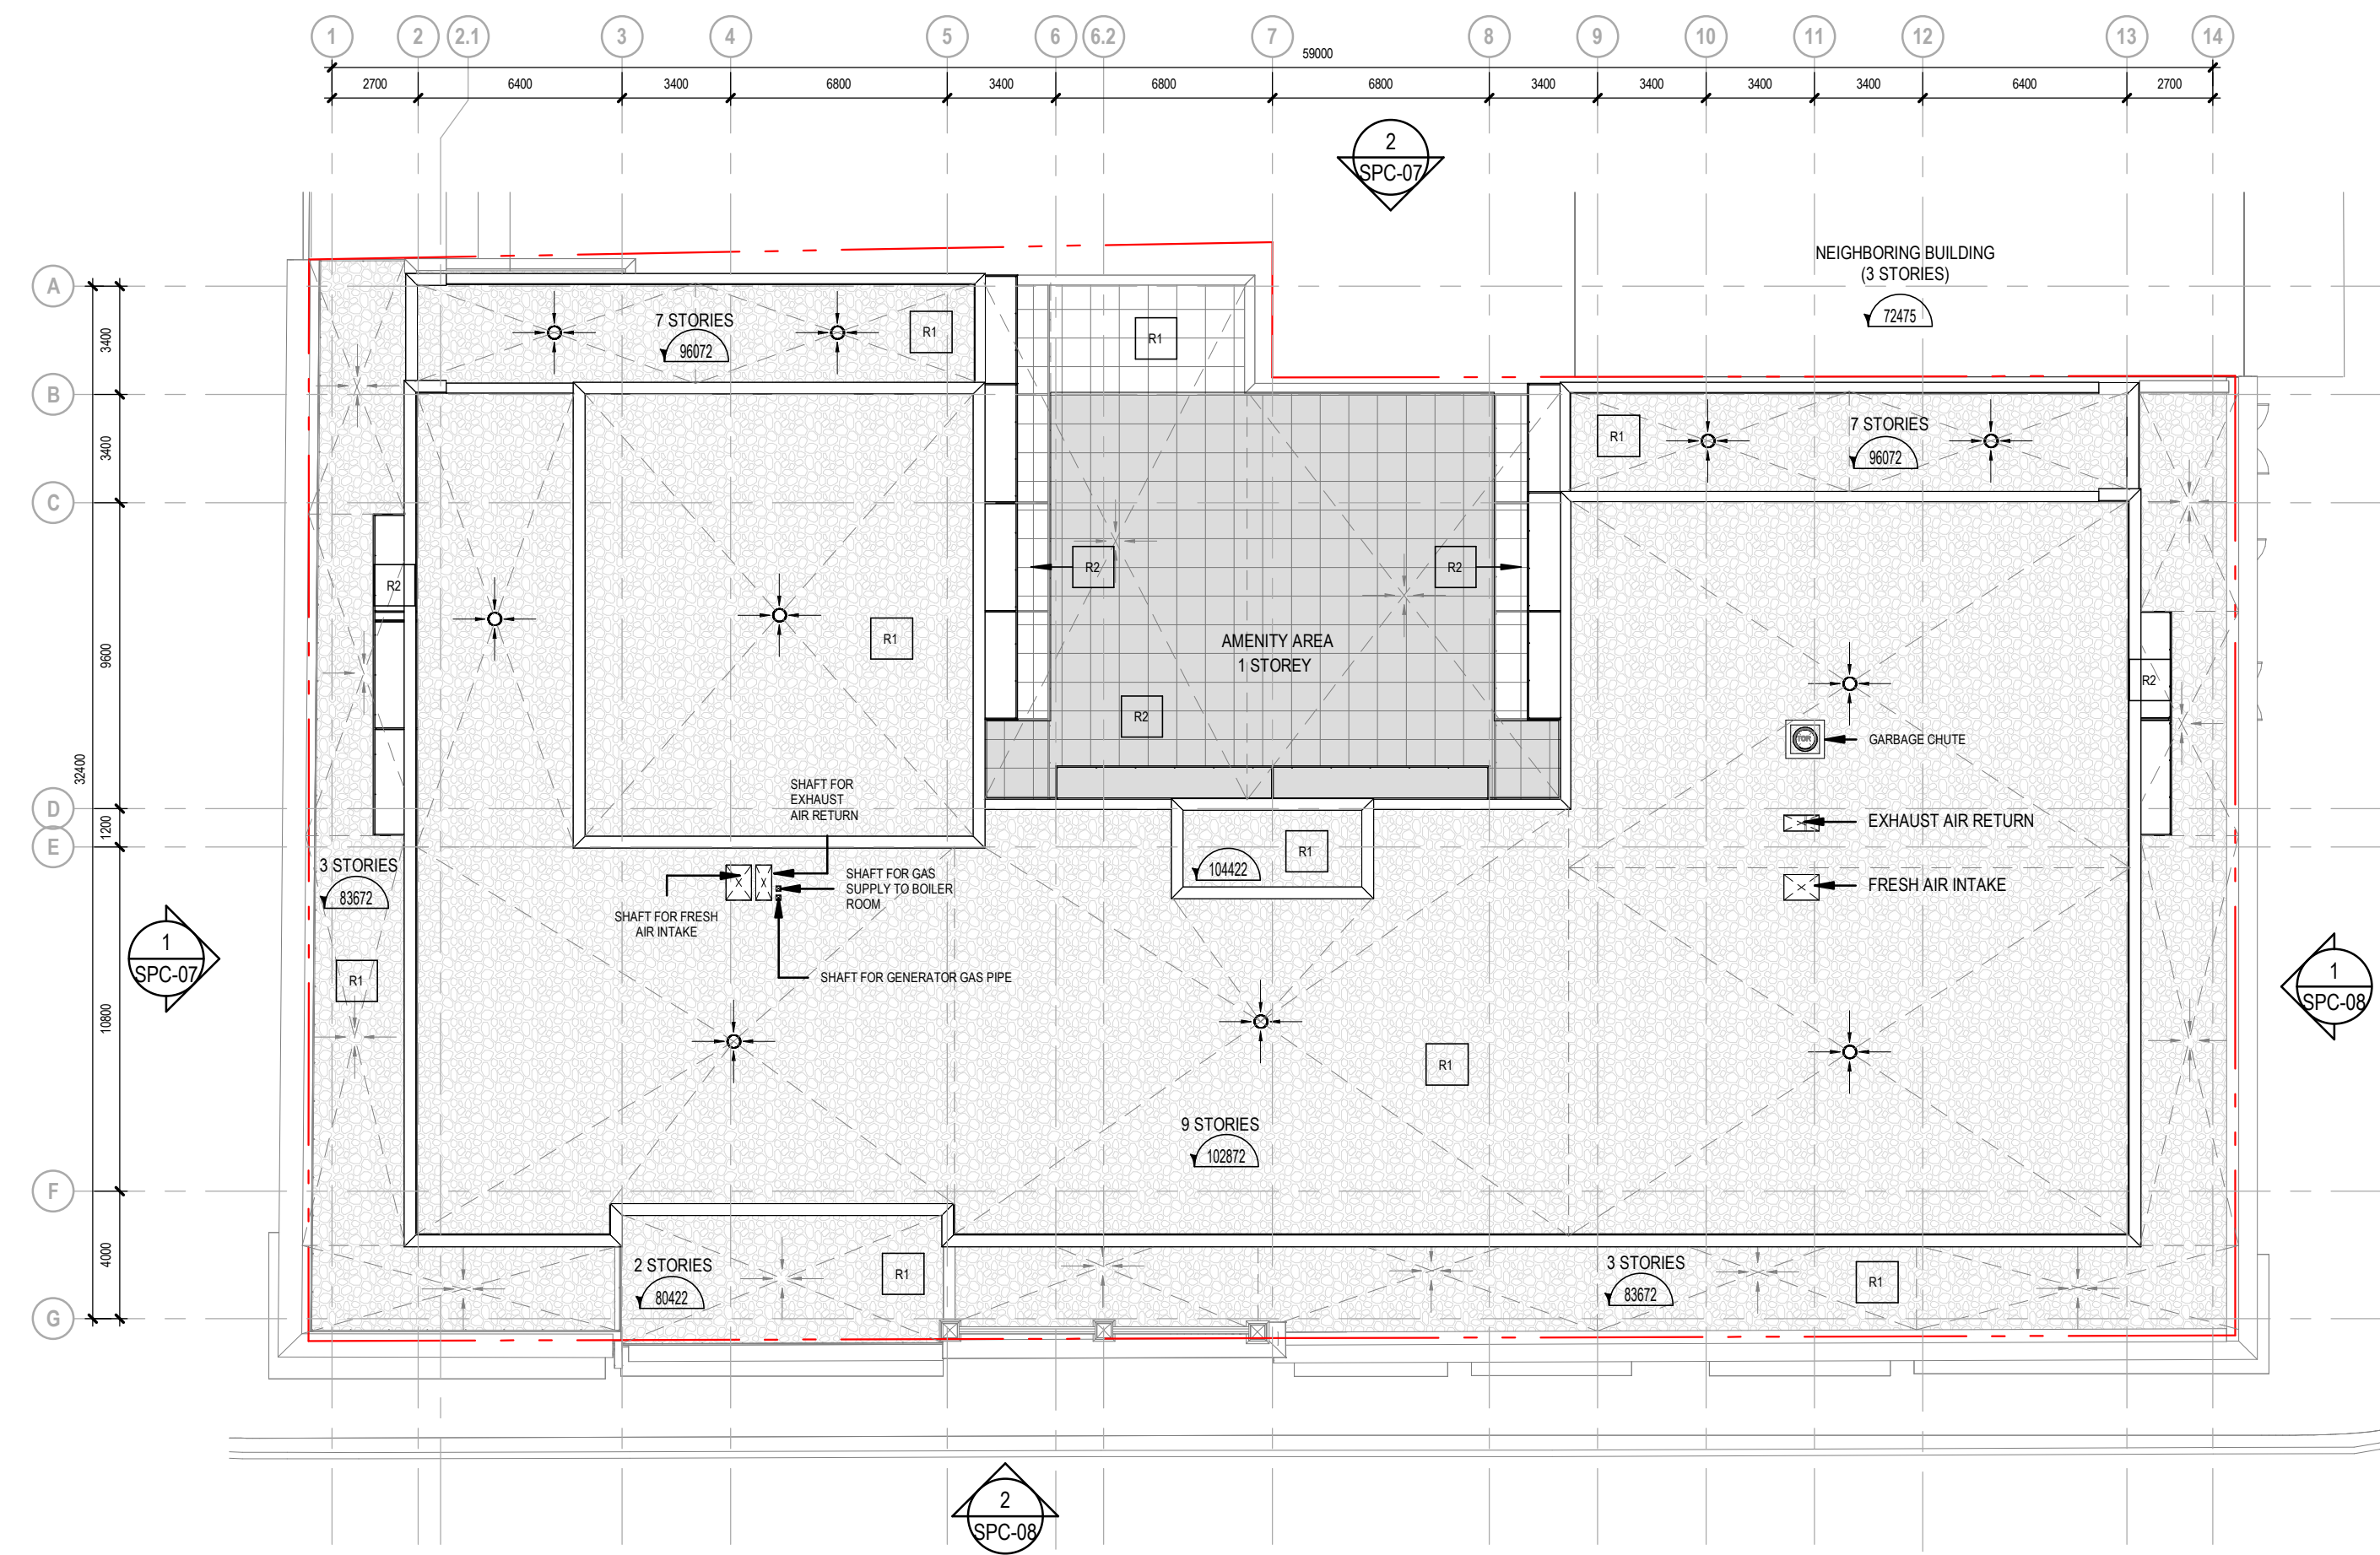 1 2 2.1 3 4 5 6 6.2 7 8 9 10 11 12 13 14
59000
2700 6400 3400 6800 3400 6800 6800 3400 3400 3400 3400 6400 2700
2
SPC-07
NEIGHBORING BUILDING
(3 STORIES)
72475
A
B
C
D
E
F
G
3400
3400
9600
1200
10800
4000
32400
7 STORIES
96072
R1
R1
7 STORIES
96072
R1
R2
R1
R2
R2
AMENITY AREA
1 STOREY
R2
R2
GARBAGE CHUTE
TOR
EXHAUST AIR RETURN
FRESH AIR INTAKE
SHAFT FOR
EXHAUST
AIR RETURN
SHAFT FOR GAS
SUPPLY TO BOILER
ROOM
SHAFT FOR FRESH
AIR INTAKE
SHAFT FOR GENERATOR GAS PIPE
104422
R1
3 STORIES
83672
R1
1
SPC-07
1
SPC-08
R1
9 STORIES
102872
2 STORIES
80422
R1
3 STORIES
83672
R1
2
SPC-08